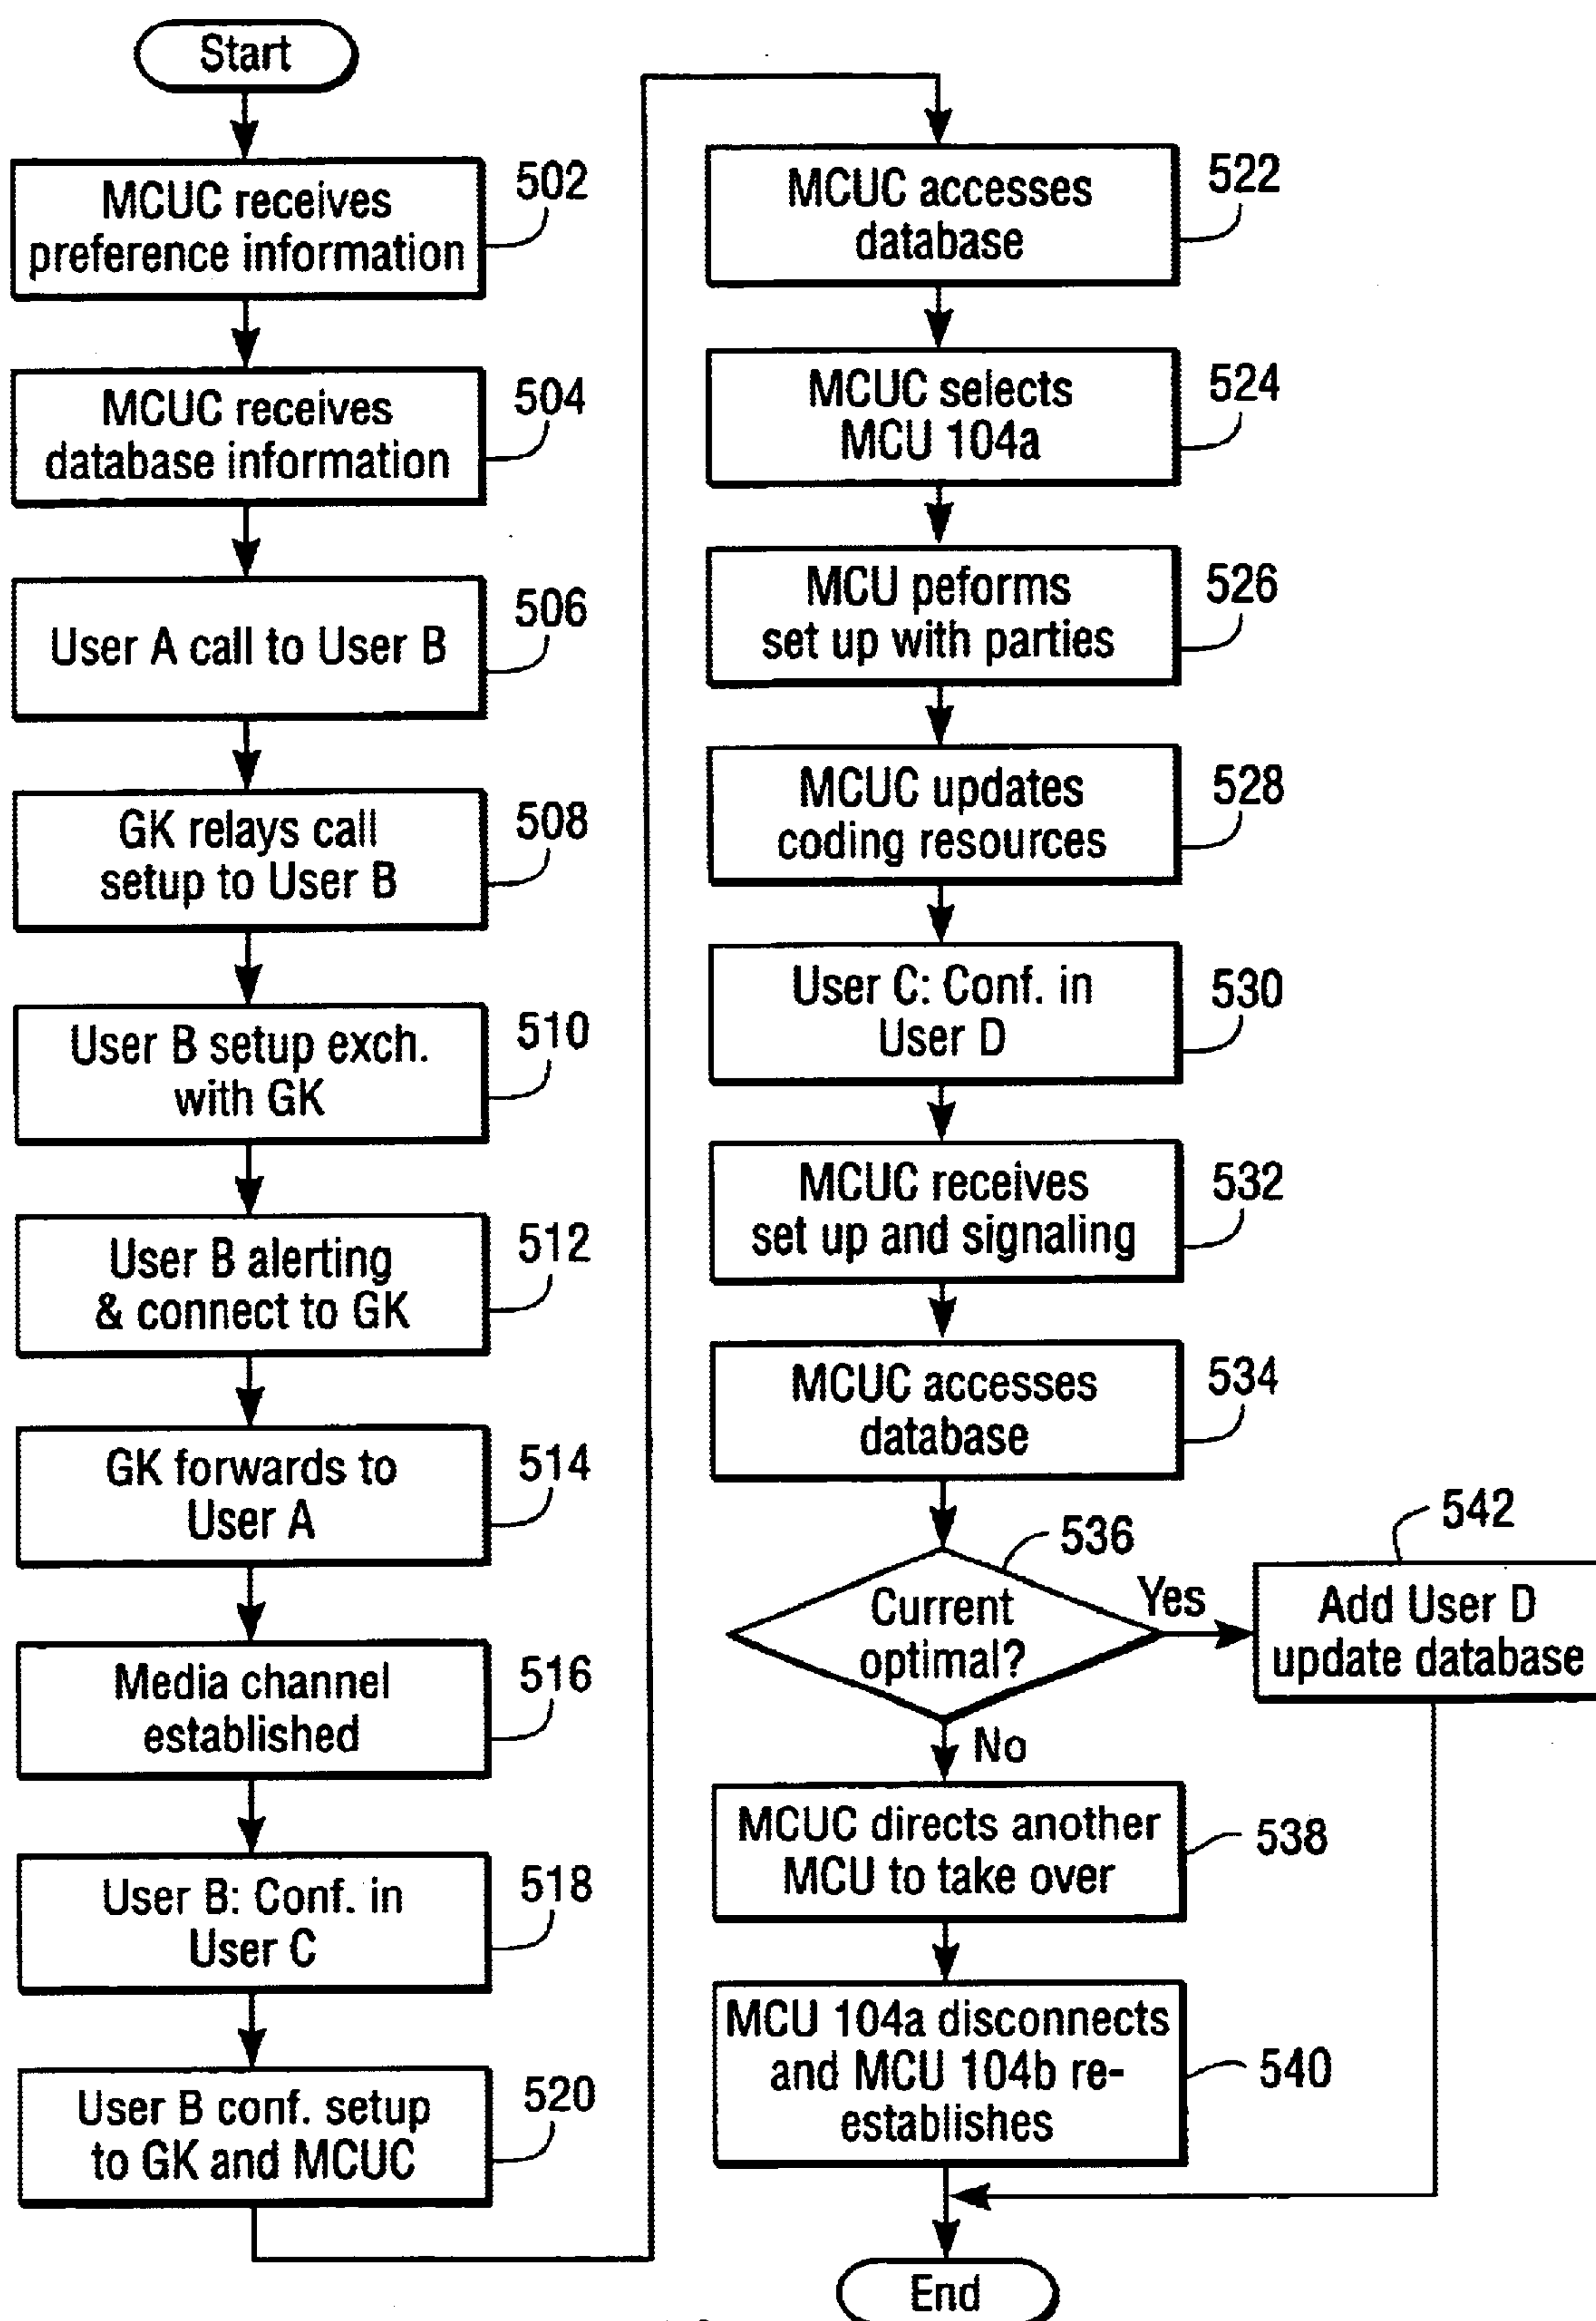 Start
MCUC receives
preference information
502
MCUC receives
database information
504
User A call to User B
506
GK relays call
setup to User B
508
User B setup exch.
with GK
510
User B alerting
& connect to GK
512
GK forwards to
User A
514
Media channel
established
516
User B: Conf. in
User C
518
User B conf. setup
to GK and MCUC
520
MCUC accesses
database
522
MCUC selects
MCU 104a
524
MCU peforms
set up with parties
526
MCUC updates
coding resources
528
User C: Conf. in
User D
530
MCUC receives
set up and signaling
532
MCUC accesses
database
534
Current
optimal?
536
Yes
Add User D
update database
542
No
MCUC directs another
MCU to take over
538
MCU 104a disconnects
and MCU 104b re-
establishes
540
End